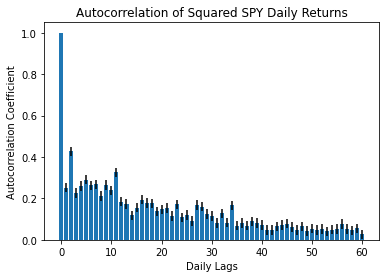 Autocorrelation of Squared SPY Daily Returns
Autocorrelation Coefficient
1.0
0.8
0.6
0.4
0.2
0.0
0 10 20 30 40 50 60
Daily Lags